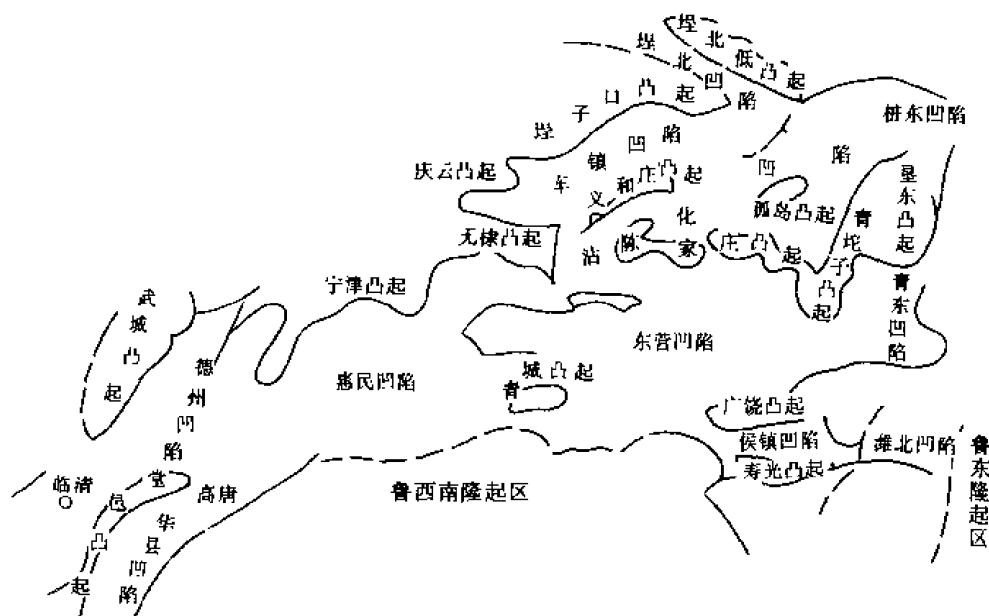 埕北低凸起
埕北凹陷
埕子口凸起
桩东凹陷
车镇凹陷
庆云凸起
义和庄凸起
沾化凹陷
孤岛凸起
垦东凸起
青坨子凸起
无棣凸起
陈家庄凸起
宁津凸起
青东凹陷
武城凸起
东营凹陷
德州凹陷
惠民凹陷
青城凸起
广饶凸起
侯镇凹陷
潍北凹陷
寿光凸起
鲁东隆起区
鲁西南隆起区
临清
堂邑凸起
高唐
华县凹陷